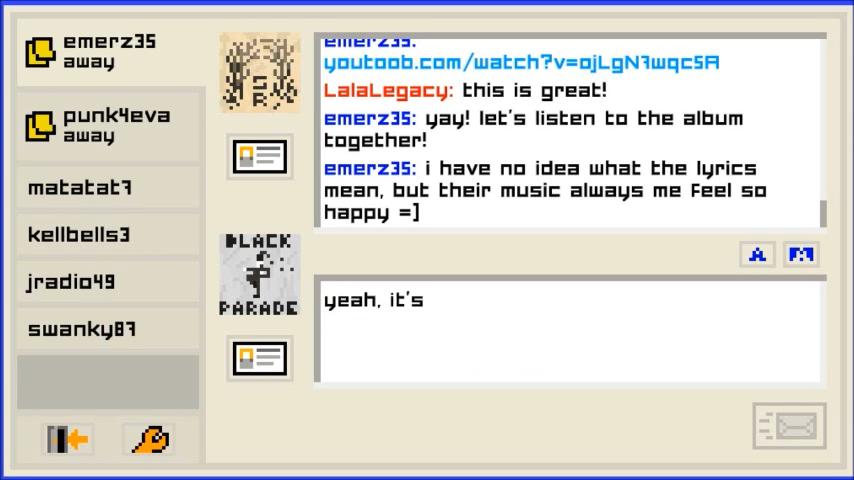 emerz35
away
punk4eva
away
matatat7
kellbells3
jradio49
swanky87
SR
BLACK
PARADE
emerz35:
youtoob.com/watch?v=ojLgN7wqc5A
LalaLegacy: this is great!
emerz35: yay! let's listen to the album
together!
emerz35: i have no idea what the lyrics
mean, but their music always me feel so
happy =]
A
yeah, it's